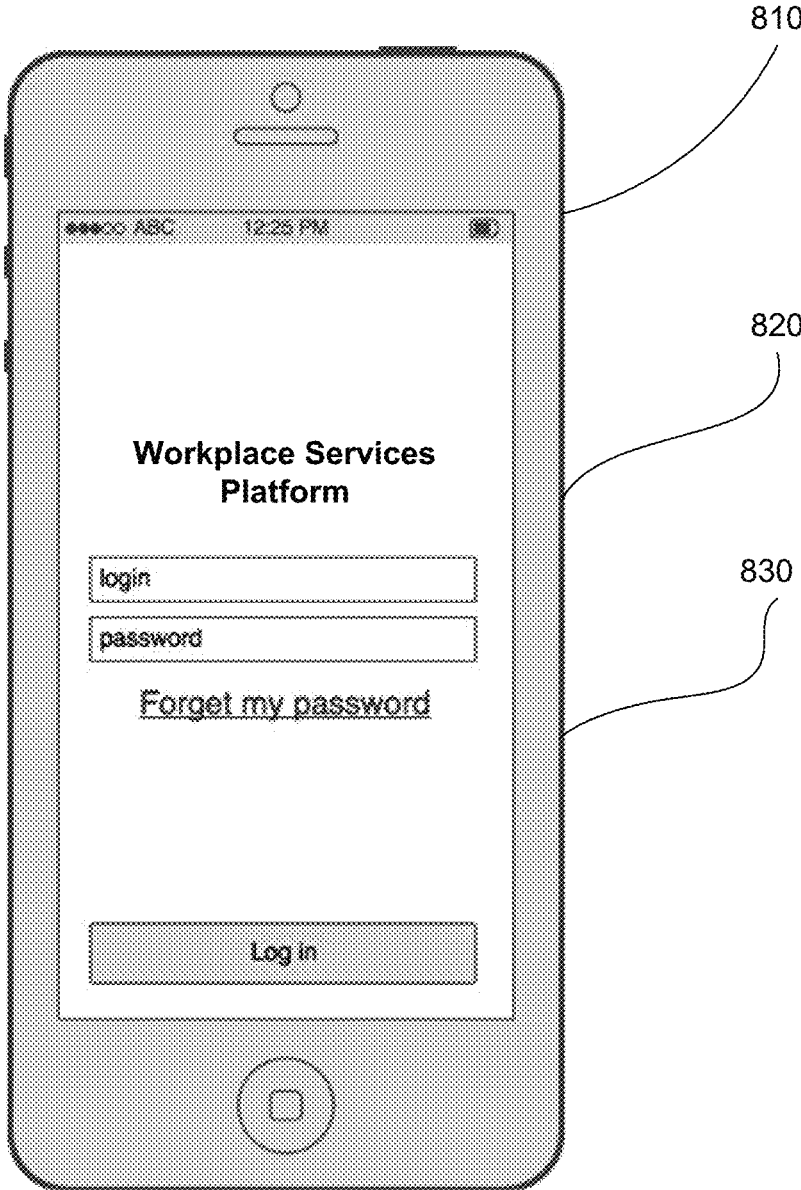 810
●●●○○ ABC 12:25 PM
820
Workplace Services
Platform
login
830
password
Forget my password
Log in